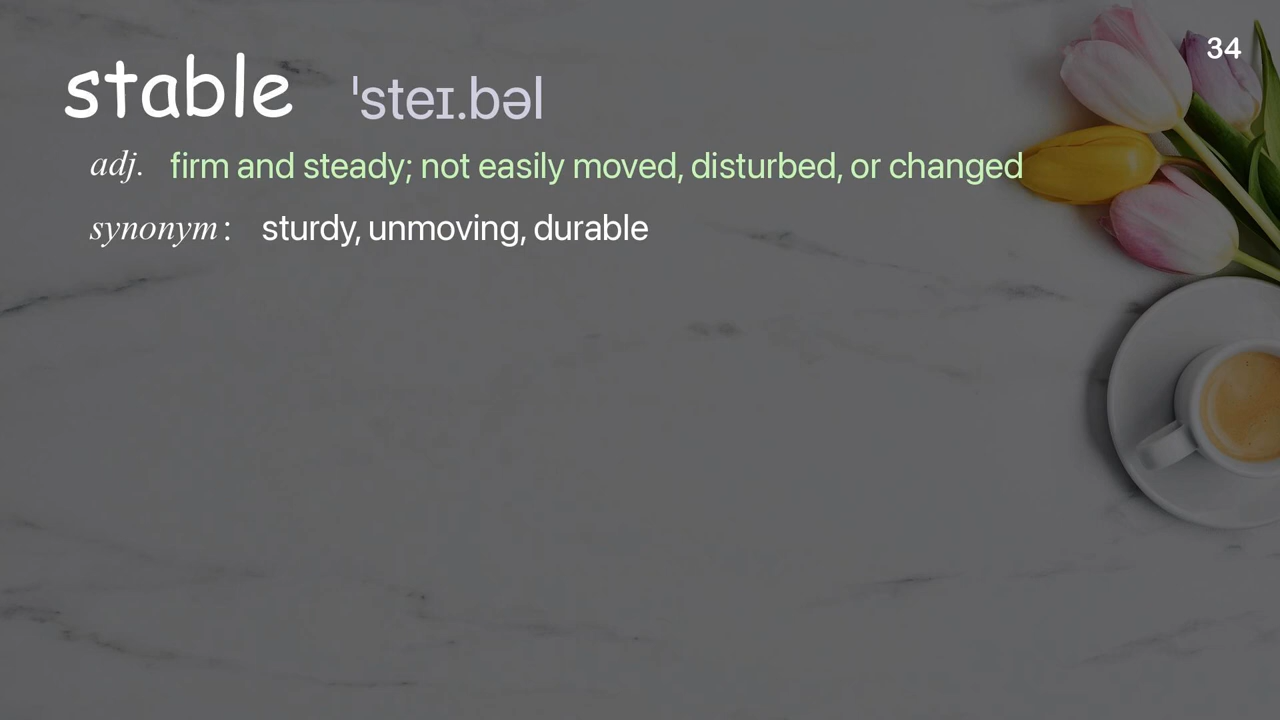 34
stable ˈsteɪ.bəl
adj. firm and steady; not easily moved, disturbed, or changed
synonym: sturdy, unmoving, durable